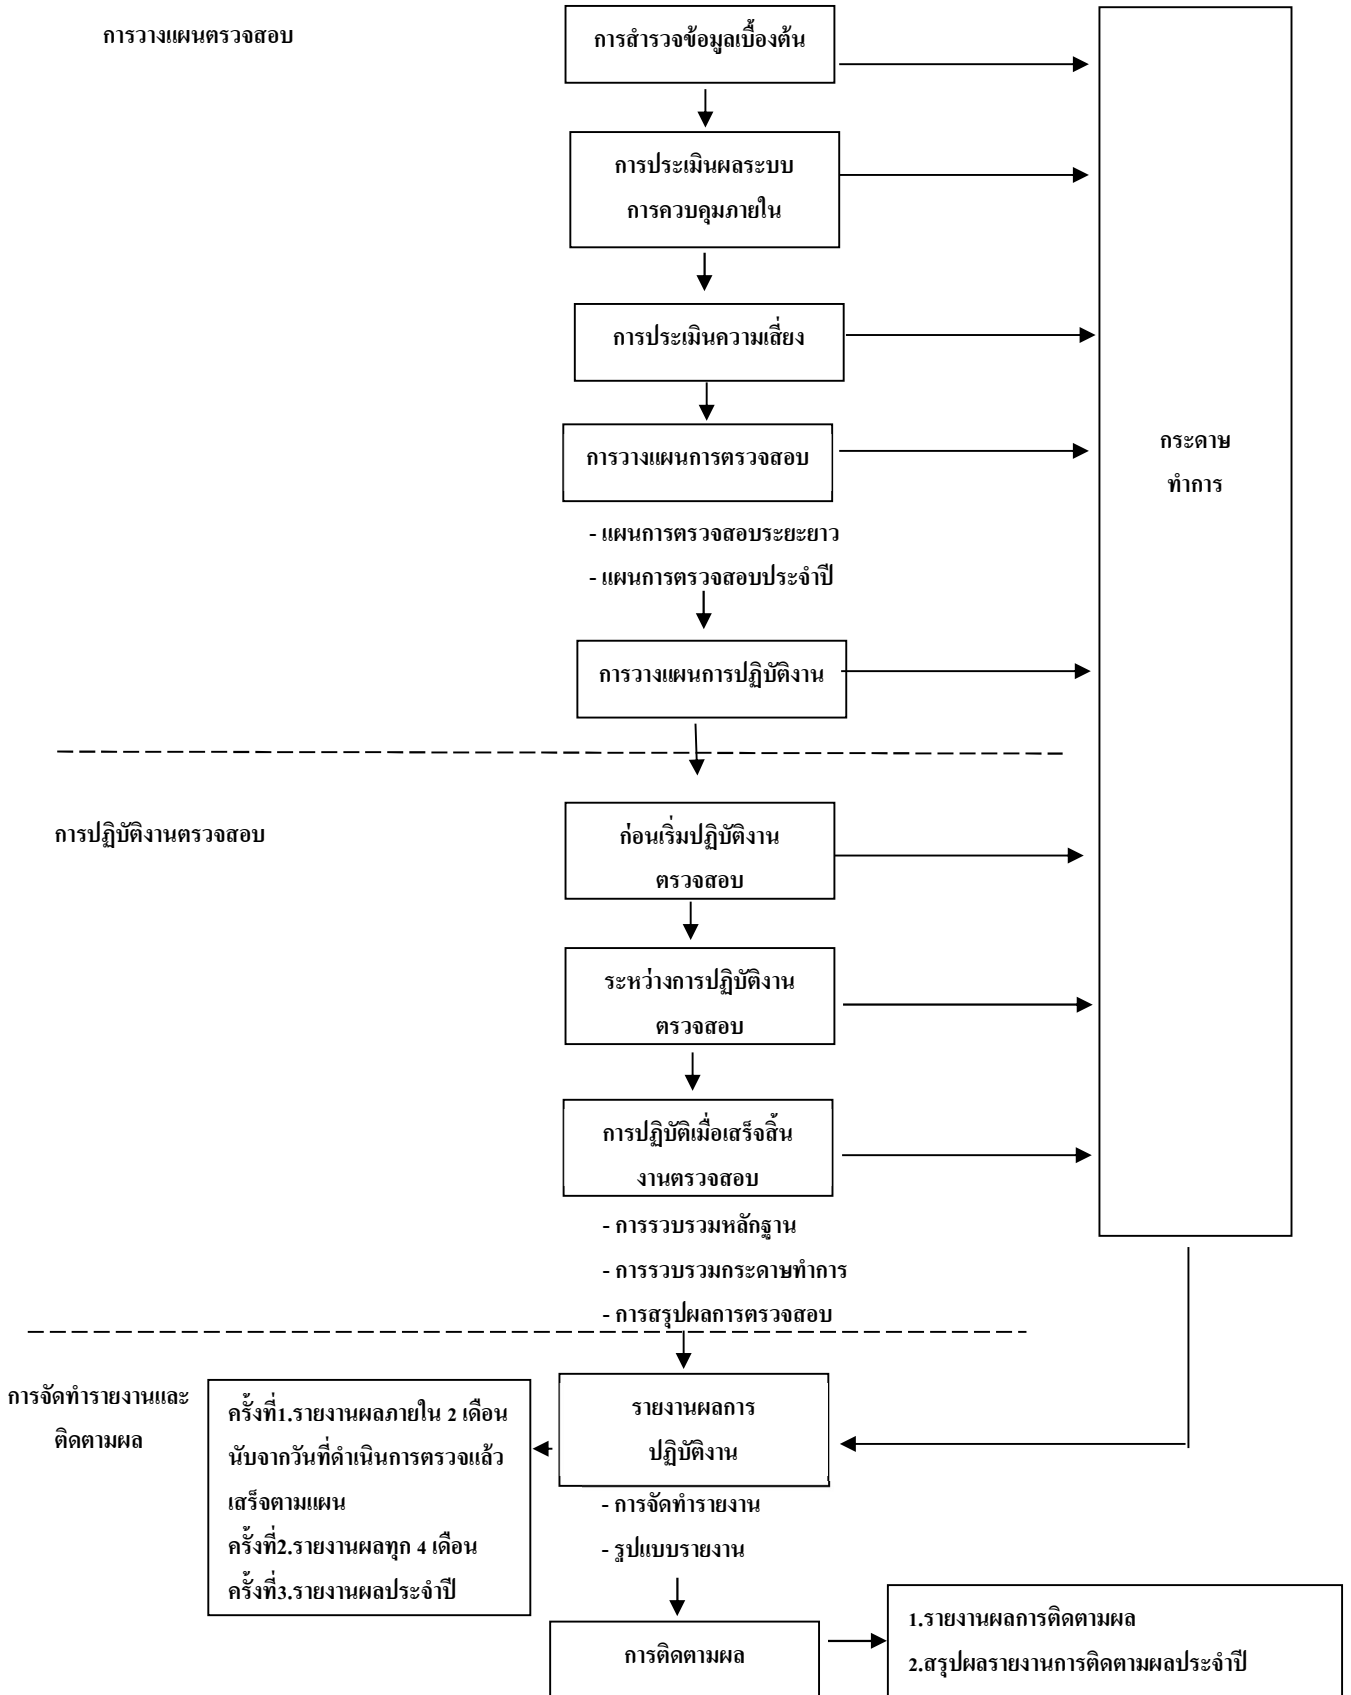 การวางแผนตรวจสอบ
การสำรวจข้อมูลเบื้องต้น
การประเมินผลระบบ
การควบคุมภายใน
การประเมินความเสี่ยง
การวางแผนการตรวจสอบ
- แผนการตรวจสอบระยะยาว
- แผนการตรวจสอบประจำปี
การวางแผนการปฏิบัติงาน
กระดาษ
ทำการ
การปฏิบัติงานตรวจสอบ
ก่อนเริ่มปฏิบัติงาน
ตรวจสอบ
ระหว่างการปฏิบัติงาน
ตรวจสอบ
การปฏิบัติเมื่อเสร็จสิ้น
งานตรวจสอบ
- การรวบรวมหลักฐาน
- การรวบรวมกระดาษทำการ
- การสรุปผลการตรวจสอบ
การจัดทำรายงานและ
ติดตามผล
ครั้งที่1.รายงานผลภายใน 2 เดือน
นับจากวันที่ดำเนินการตรวจแล้ว
เสร็จตามแผน
ครั้งที่2.รายงานผลทุก 4 เดือน
ครั้งที่3.รายงานผลประจำปี
รายงานผลการ
ปฏิบัติงาน
- การจัดทำรายงาน
- รูปแบบรายงาน
การติดตามผล
1.รายงานผลการติดตามผล
2.สรุปผลรายงานการติดตามผลประจำปี